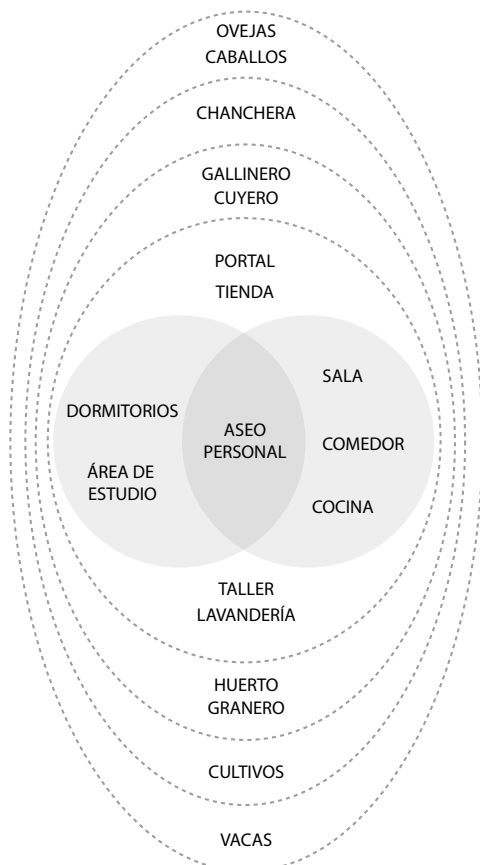 OVEJAS
CABALLOS
CHANCHERA
GALLINERO
CUYERO
PORTAL
TIENDA
DORMITORIOS
ÁREA DE
ESTUDIO
ASEO
PERSONAL
SALA
COMEDOR
COCINA
TALLER
LAVANDERÍA
HUERTO
GRANERO
CULTIVOS
VACAS